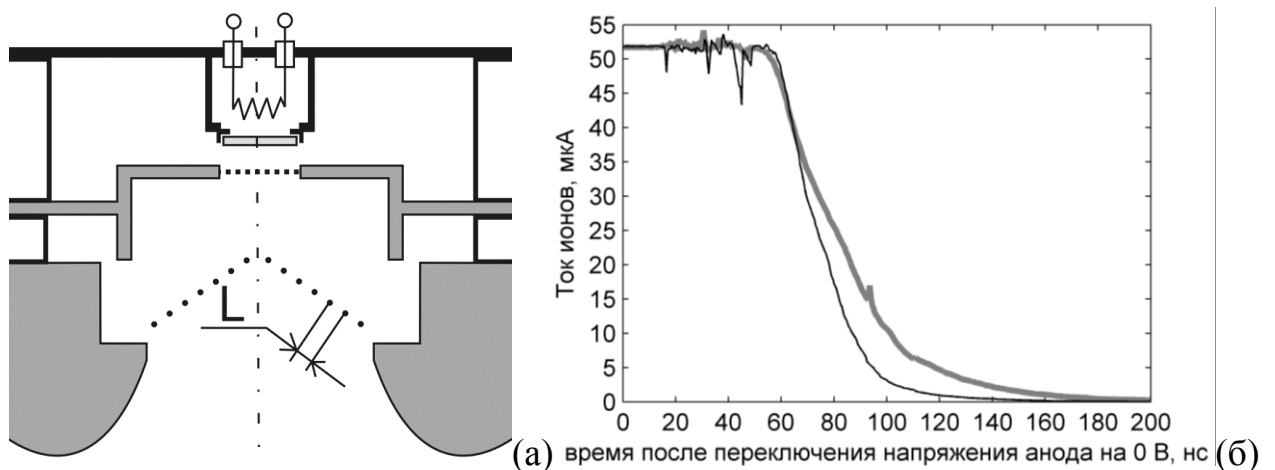 L
(а)
Ток ионов, мкА
55
50
45
40
35
30
25
20
15
10
5
0
0 20 40 60 80 100 120 140 160 180 200
время после переключения напряжения анода на 0 В, нс
(б)